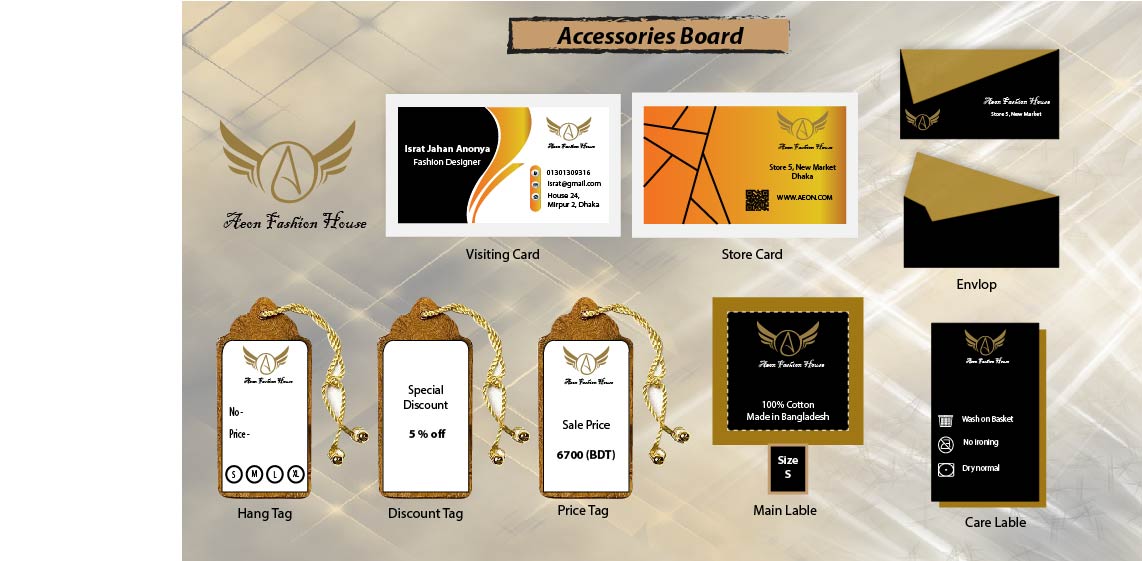 Accessories Board
Aeon Fashion House
Israt Jahan Anonya
Fashion Designer
A
Aeon Fashion House
01301309316
Israt@gmail.com
House 24,
Mirpur 2, Dhaka
Visiting Card
Aeon Fashion House
Store 5, New Market
Dhaka
WWW.AEON.COM
Store Card
Aeon Fashion House
Store 5, New Market
Envlop
Aeon Fashion House
No-
Price-
S M L XL
Hang Tag
Special
Discount
5 % off
Discount Tag
Aeon Fashion House
Sale Price
6700 (BDT)
Price Tag
Aeon Fashion House
100% Cotton
Made in Bangladesh
Size
S
Main Lable
Aeon Fashion House
Wash on Basket
No Ironing
Dry normal
Care Lable